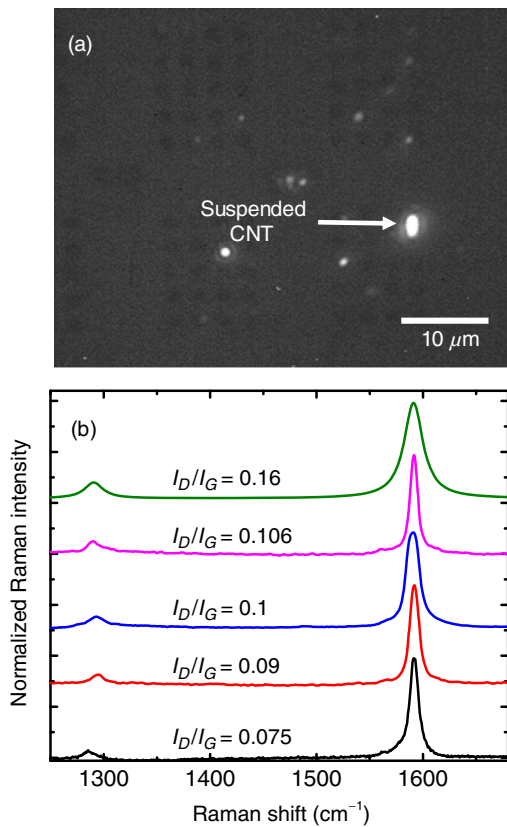 (a)
Suspended
CNT
10 μm
(b)
I_D/I_G = 0.16
I_D/I_G = 0.106
I_D/I_G = 0.1
I_D/I_G = 0.09
I_D/I_G = 0.075
Normalized Raman intensity
1300 1400 1500 1600
Raman shift (cm⁻¹)